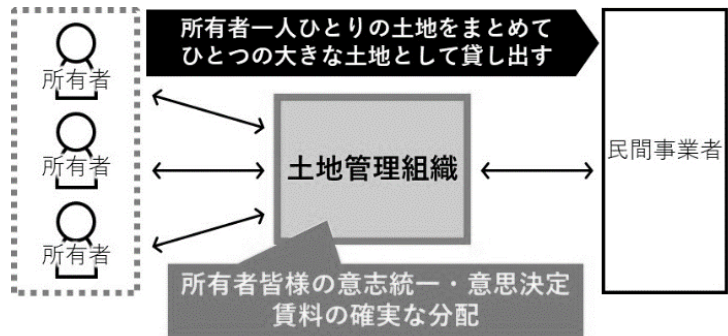 所有者一人ひとりの土地をまとめて
ひとつの大きな土地として貸し出す
所有者
所有者
所有者
土地管理組織
民間事業者
所有者皆様の意志統一・意思決定
賃料の確実な分配